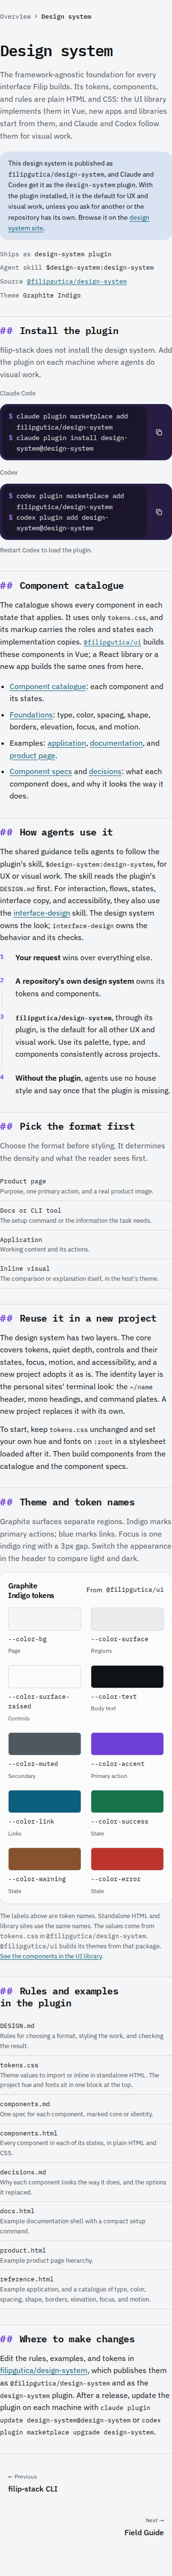 Overview > Design system
Design system
The framework-agnostic foundation for every
interface Filip builds. Its tokens, components,
and rules are plain HTML and CSS: the UI library
implements them in Vue, new apps and libraries
start from them, and Claude and Codex follow
them for visual work.
This design system is published as
filipgutica/design-system, and Claude and
Codex get it as the design-system plugin. With
the plugin installed, it is the default for UX and
visual work, unless you ask for another or the
repository has its own. Browse it on the design
system site.
Ships as design-system plugin
Agent skill $design-system:design-system
Source @filipgutica/design-system
Theme Graphite Indigo
## Install the plugin
filip-stack does not install the design system. Add
the plugin on each machine where agents do
visual work.
Claude Code
$ claude plugin marketplace add
filipgutica/design-system
$ claude plugin install design-
system@design-system
Codex
$ codex plugin marketplace add
filipgutica/design-system
$ codex plugin add design-
system@design-system
Restart Codex to load the plugin.
## Component catalogue
The catalogue shows every component in each
state that applies. It uses only tokens.css, and
its markup carries the roles and states each
implementation copies. @filipgutica/ui builds
these components in Vue; a React library or a
new app builds the same ones from here.
• Component catalogue: each component and
its states.
• Foundations: type, color, spacing, shape,
borders, elevation, focus, and motion.
• Examples: application, documentation, and
product page.
• Component specs and decisions: what each
component does, and why it looks the way it
does.
## How agents use it
The shared guidance tells agents to follow the
plugin's skill, $design-system:design-system, for
UX or visual work. The skill reads the plugin's
DESIGN.md first. For interaction, flows, states,
interface copy, and accessibility, they also use
the interface-design skill. The design system
owns the look; interface-design owns the
behavior and its checks.
1 Your request wins over everything else.
2 A repository's own design system owns its
tokens and components.
3 filipgutica/design-system, through its
plugin, is the default for all other UX and
visual work. Use its palette, type, and
components consistently across projects.
4 Without the plugin, agents use no house
style and say once that the plugin is missing.
## Pick the format first
Choose the format before styling. It determines
the density and what the reader sees first.
Product page
Purpose, one primary action, and a real product image.
Docs or CLI tool
The setup command or the information the task needs.
Application
Working content and its actions.
Inline visual
The comparison or explanation itself, in the host's theme.
## Reuse it in a new project
The design system has two layers. The core
covers tokens, quiet depth, controls and their
states, focus, motion, and accessibility, and a
new project adopts it as is. The identity layer is
the personal sites' terminal look: the ~/name
header, mono headings, and command plates. A
new project replaces it with its own.
To start, keep tokens.css unchanged and set
your own hue and fonts on :root in a stylesheet
loaded after it. Then build components from the
catalogue and the component specs.
## Theme and token names
Graphite surfaces separate regions. Indigo marks
primary actions; blue marks links. Focus is one
indigo ring with a 3px gap. Switch the appearance
in the header to compare light and dark.
Graphite
Indigo tokens
From @filipgutica/ui
--color-bg
Page
--color-surface
Regions
--color-surface-
raised
Controls
--color-text
Body text
--color-muted
Secondary
--color-accent
Primary action
--color-link
Links
--color-success
State
--color-warning
State
--color-error
State
The labels above are token names. Standalone HTML and
library sites use the same names. The values come from
tokens.css in @filipgutica/design-system.
@filipgutica/ui builds its themes from that package.
See the components in the UI library.
## Rules and examples
in the plugin
DESIGN.md
Rules for choosing a format, styling the work, and checking
the result.
tokens.css
Theme values to import or inline in standalone HTML. The
project hue and fonts sit in one block at the top.
components.md
One spec for each component, marked core or identity.
components.html
Every component in each of its states, in plain HTML and
CSS.
decisions.md
Why each component looks the way it does, and the options
it replaced.
docs.html
Example documentation shell with a compact setup
command.
product.html
Example product page hierarchy.
reference.html
Example application, and a catalogue of type, color,
spacing, shape, borders, elevation, focus, and motion.
## Where to make changes
Edit the rules, examples, and tokens in
filipgutica/design-system, which publishes them
as @filipgutica/design-system and as the
design-system plugin. After a release, update the
plugin on each machine with claude plugin
update design-system@design-system or codex
plugin marketplace upgrade design-system.
← Previous
filip-stack CLI
Next →
Field Guide